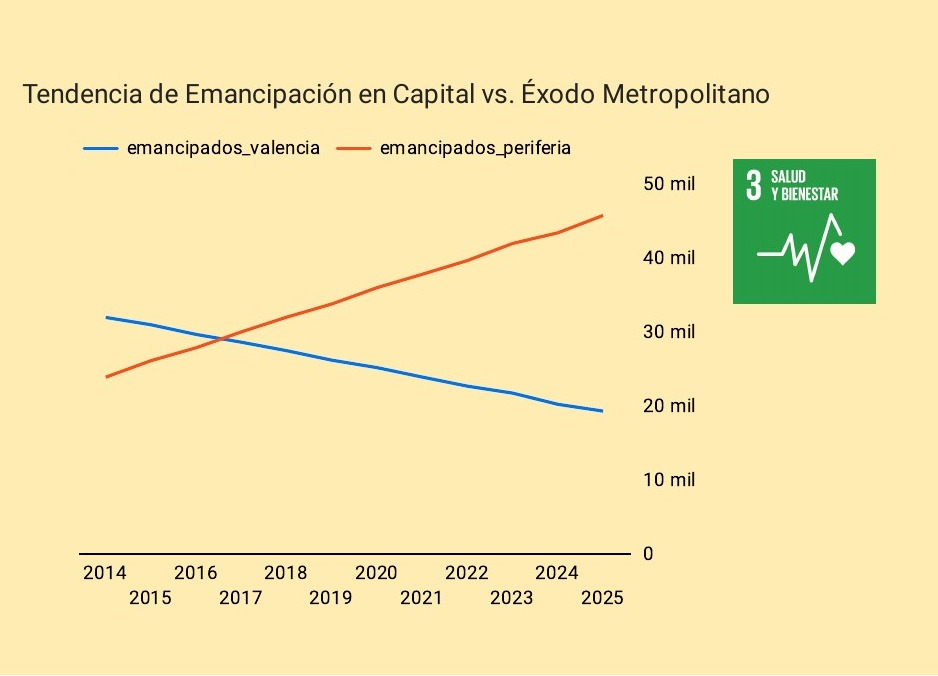 Tendencia de Emancipación en Capital vs. Éxodo Metropolitano
emancipados_valencia emancipados_periferia
50 mil
40 mil
30 mil
20 mil
10 mil
0
2014 2016 2018 2020 2022 2024
2015 2017 2019 2021 2023 2025
3 SALUD
Y BIENESTAR